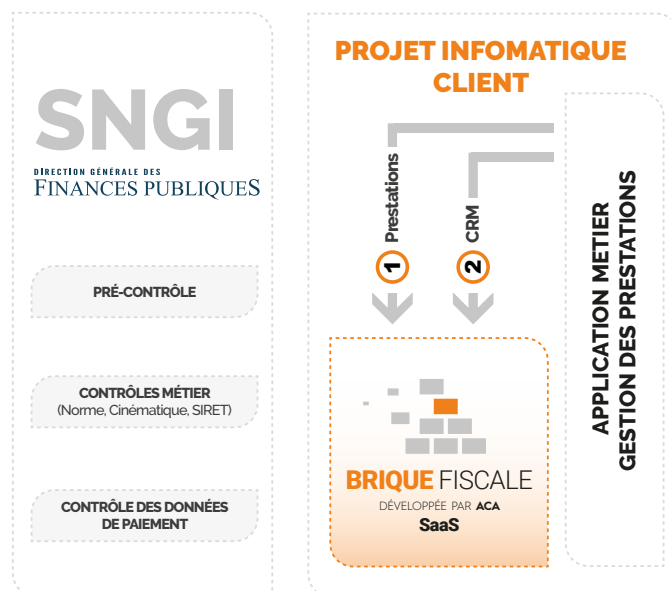 SNGI
DIRECTION GÉNÉRALE DES
FINANCES PUBLIQUES
PRÉ-CONTRÔLE
CONTRÔLES MÉTIER
(Norme, Cinématique, SIRET)
CONTRÔLE DES DONNÉES
DE PAIEMENT
PROJET INFOMATIQUE
CLIENT
Prestations
1
CRM
2
BRIQUE FISCALE
DÉVELOPPÉE PAR ACA
SaaS
APPLICATION METIER
GESTION DES PRESTATIONS